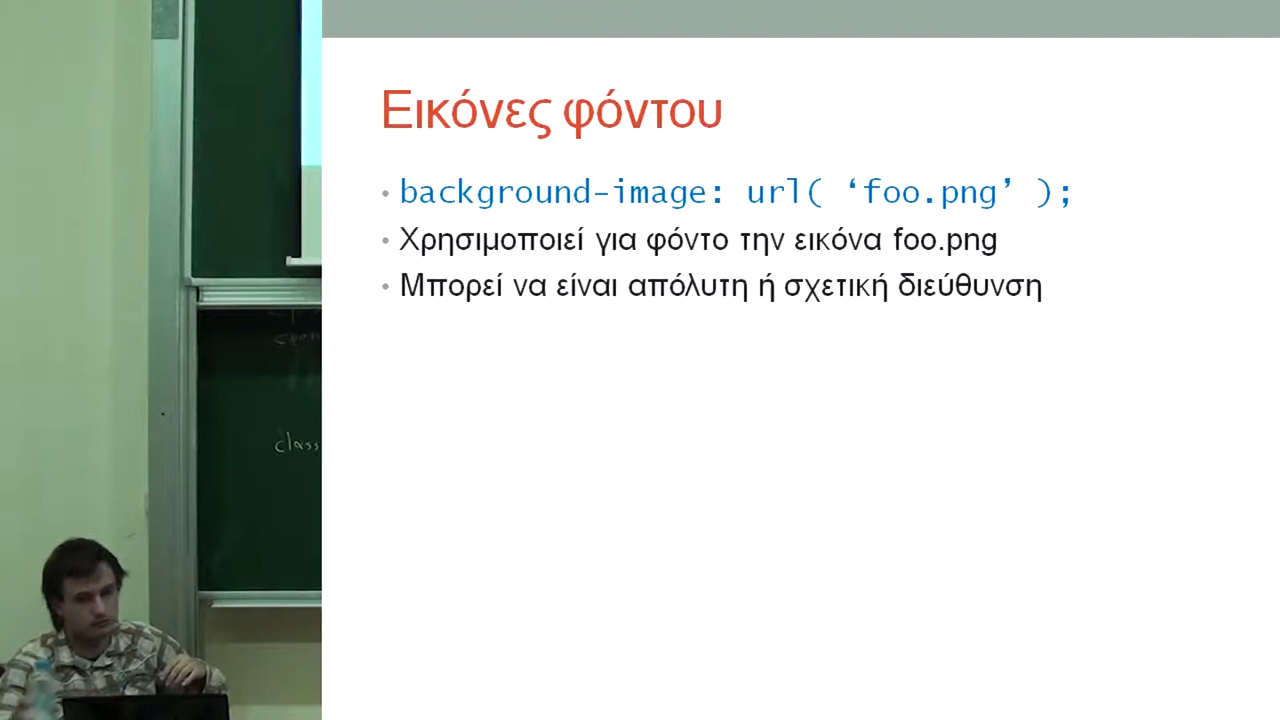 Εικόνες φόντου
• background-image: url( ‘foo.png’ );
• Χρησιμοποιεί για φόντο την εικόνα foo.png
• Μπορεί να είναι απόλυτη ή σχετική διεύθυνση
class